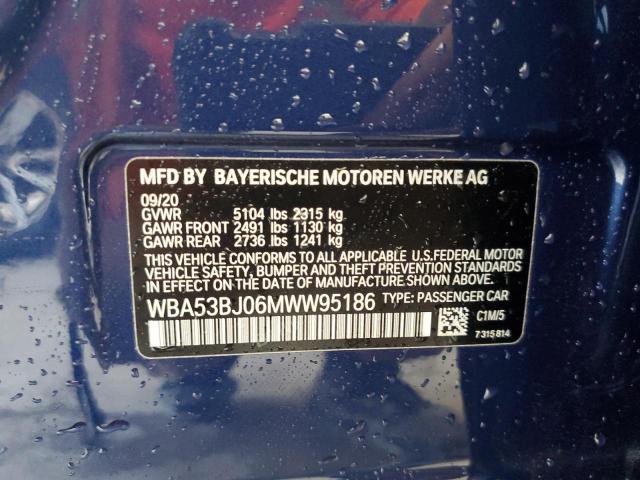 MFD BY BAYERISCHE MOTOREN WERKE AG
09/20
GVWR 5104 lbs 2315 kg
GAWR FRONT 2491 lbs 1130 kg
GAWR REAR 2736 lbs 1241 kg
THIS VEHICLE CONFORMS TO ALL APPLICABLE U.S.FEDERAL MOTOR
VEHICLE SAFETY, BUMPER AND THEFT PREVENTION STANDARDS
IN EFFECT ON THE DATE OF MANUFACTURE SHOWN ABOVE.
WBA53BJ06MWW95186 TYPE: PASSENGER CAR
C1M/5
7315814